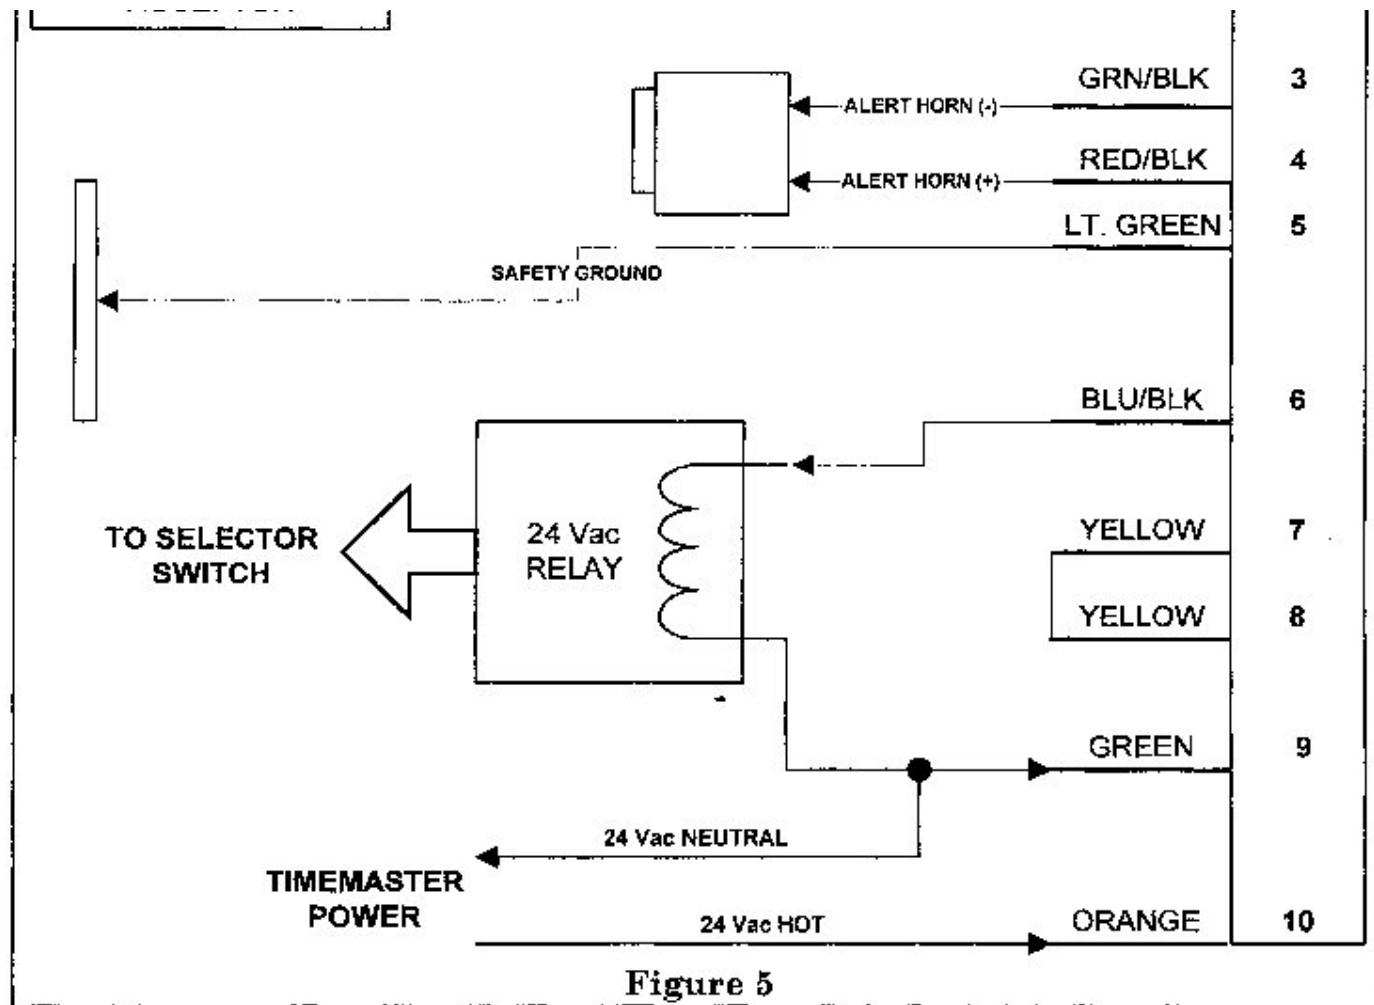 GRN/BLK 3
ALERT HORN (-)
RED/BLK 4
ALERT HORN (+)
LT. GREEN 5
SAFETY GROUND
BLU/BLK 6
TO SELECTOR
SWITCH
24 Vac
RELAY
YELLOW 7
YELLOW 8
GREEN 9
24 Vac NEUTRAL
TIMEMASTER
POWER
24 Vac HOT
ORANGE 10
Figure 5